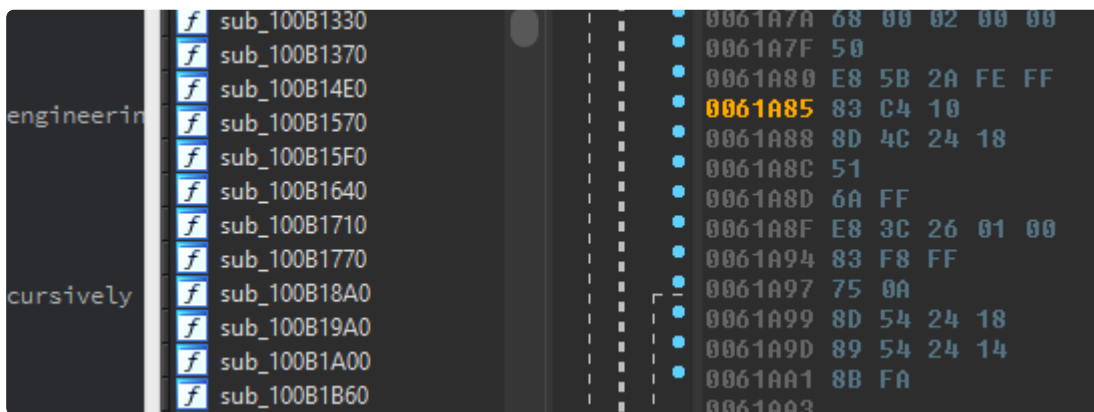 engineerin
cursively
sub_100B1330
sub_100B1370
sub_100B14E0
sub_100B1570
sub_100B15F0
sub_100B1640
sub_100B1710
sub_100B1770
sub_100B18A0
sub_100B19A0
sub_100B1A00
sub_100B1B60
0061A7A 68 00 02 00 00
0061A7F 50
0061A80 E8 5B 2A FE FF
0061A85 83 C4 10
0061A88 8D 4C 24 18
0061A8C 51
0061A8D 6A FF
0061A8F E8 3C 26 01 00
0061A94 83 F8 FF
0061A97 75 0A
0061A99 8D 54 24 18
0061A9D 89 54 24 14
0061AA1 8B FA
0061AA3